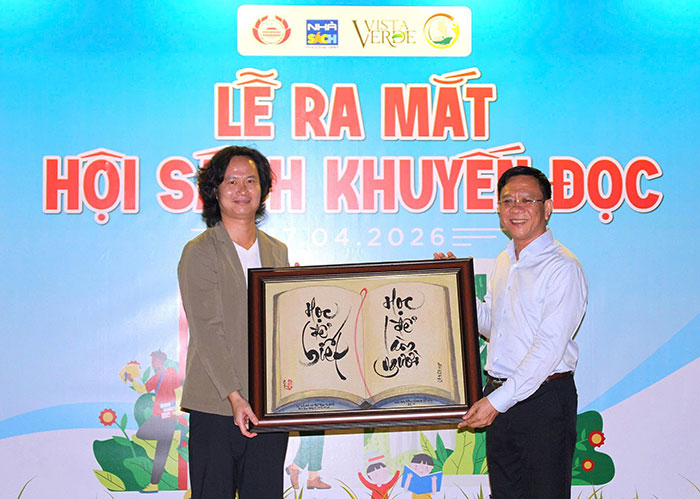 NHÀ
SÁCH
VISTA
VERDE
LỄ RA MẮT
HỘI SÁCH KHUYẾN ĐỌC
7.04.2026
Học
để
biết
Học
để
làm
người